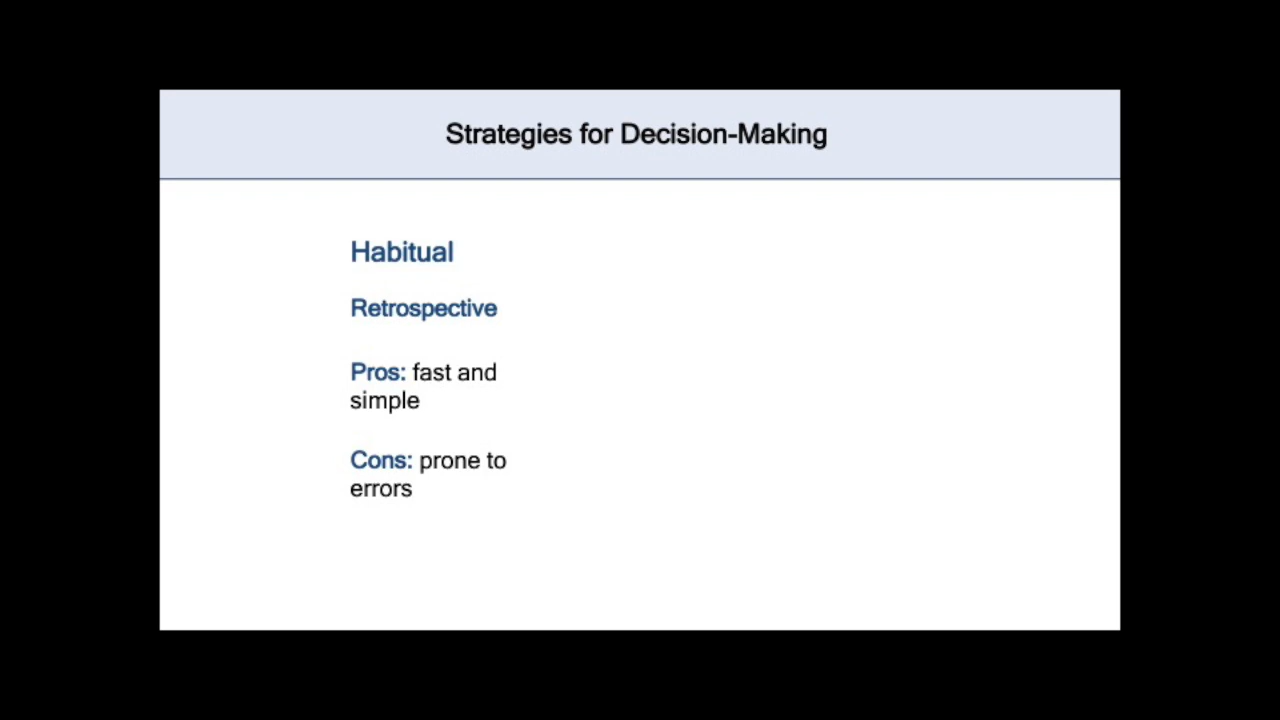 Strategies for Decision-Making
Habitual
Retrospective
Pros: fast and
simple
Cons: prone to
errors